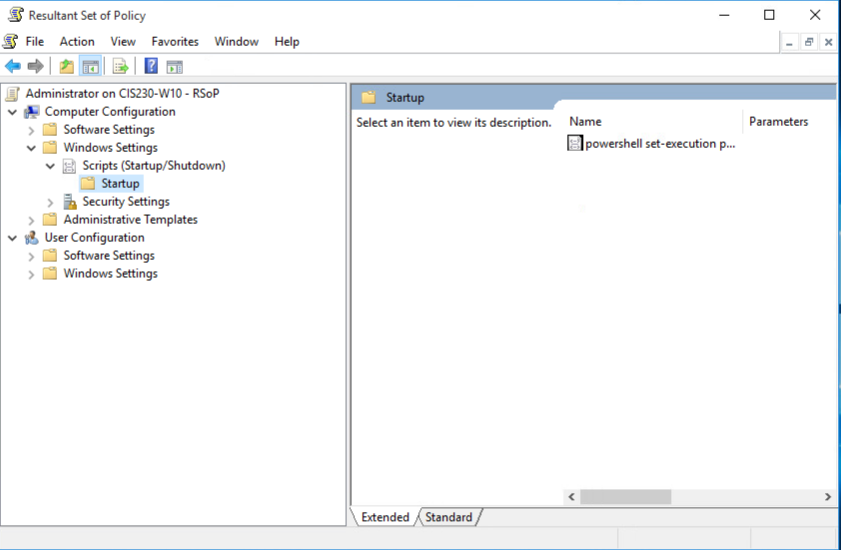 Resultant Set of Policy
File Action View Favorites Window Help
Administrator on CIS230-W10 - RSoP
Computer Configuration
Software Settings
Windows Settings
Scripts (Startup/Shutdown)
Startup
Security Settings
Administrative Templates
User Configuration
Software Settings
Windows Settings
Startup
Select an item to view its description.
Name Parameters
powershell set-execution p...
Extended Standard